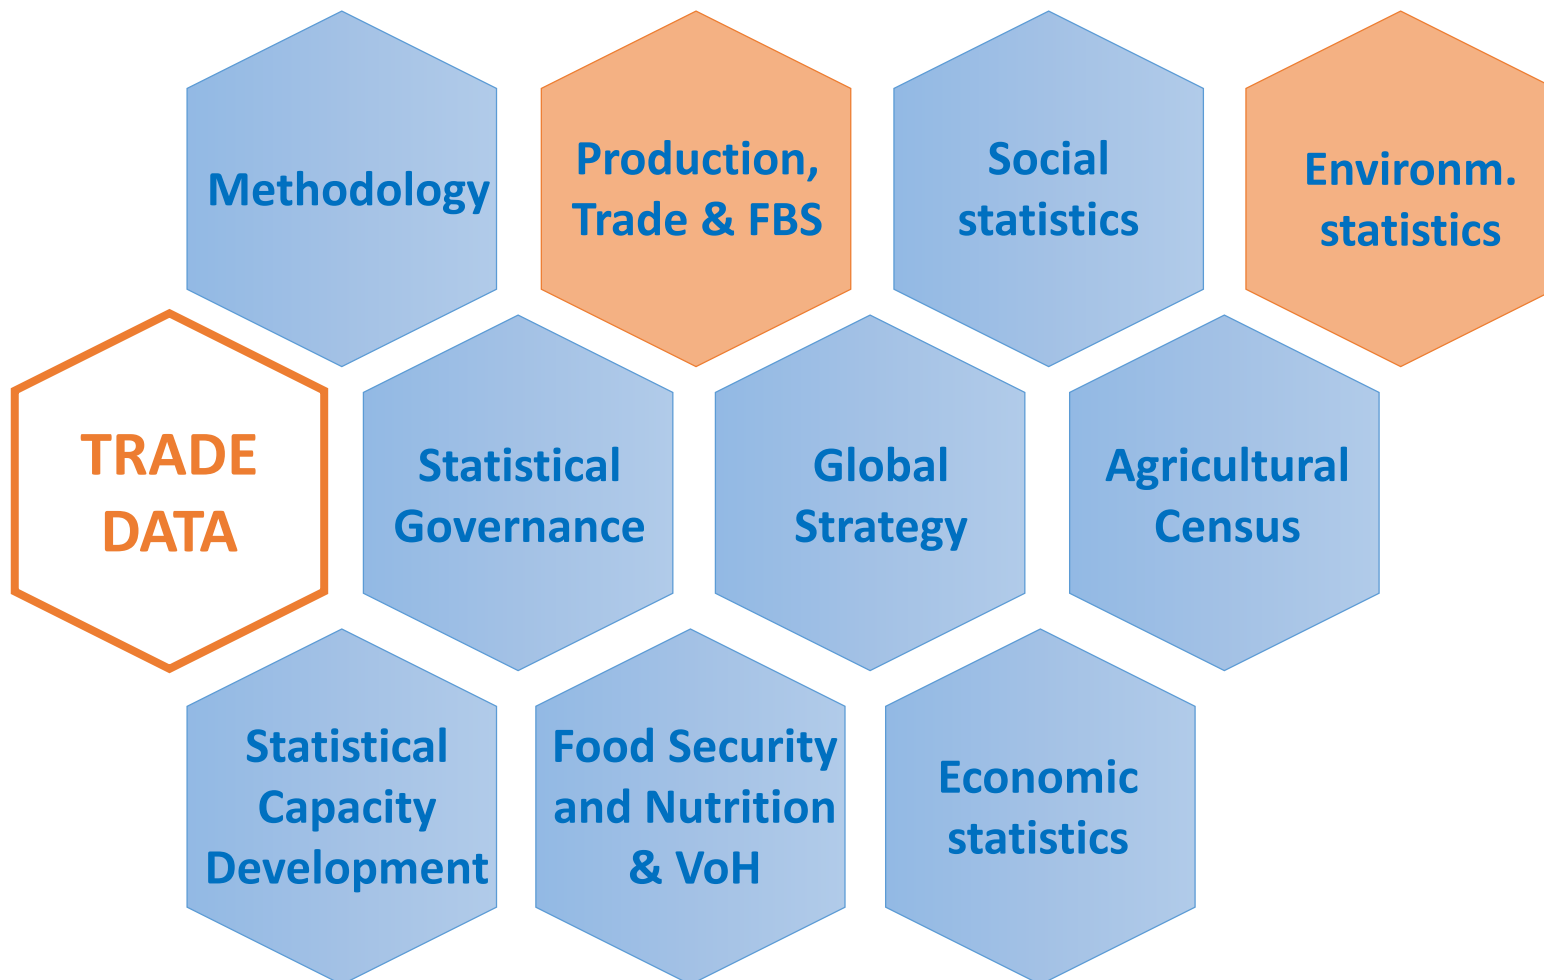 Methodology
Production,
Trade & FBS
Social
statistics
Environm.
statistics
TRADE
DATA
Statistical
Governance
Global
Strategy
Agricultural
Census
Statistical
Capacity
Development
Food Security
and Nutrition
& VoH
Economic
statistics